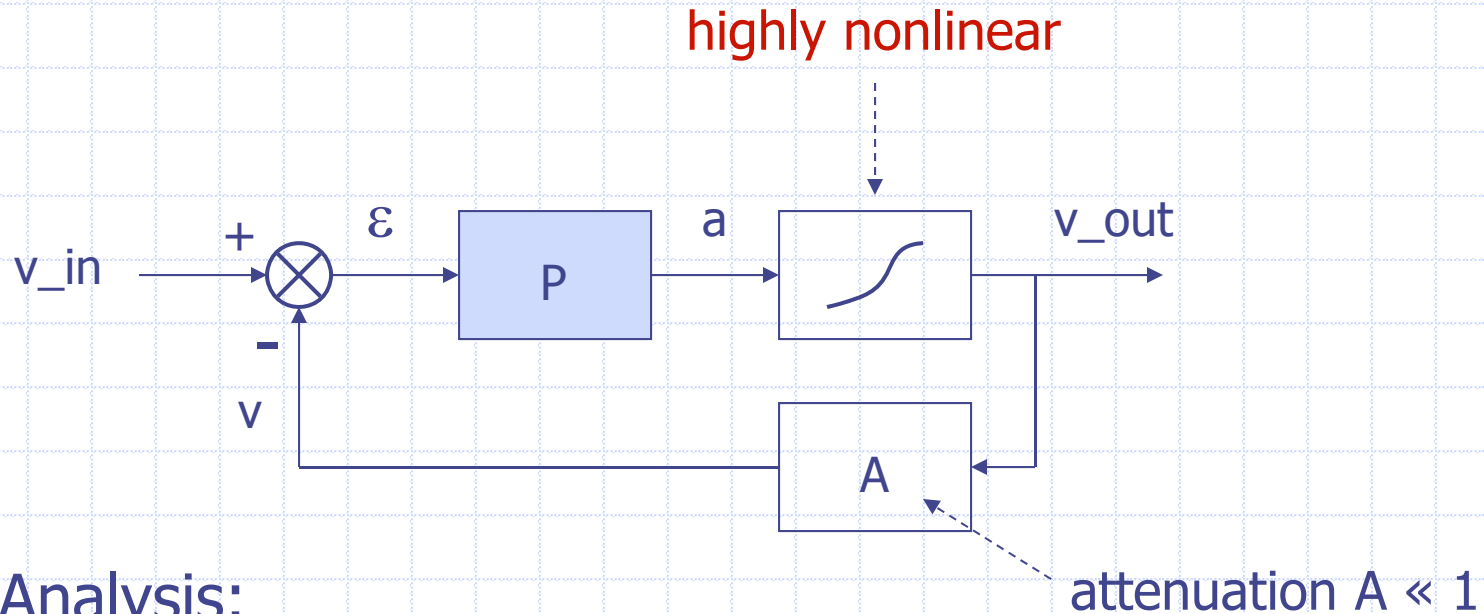 highly nonlinear
v_in
+
ε
P
a
v_out
-
v
A
attenuation A « 1
Analysis: